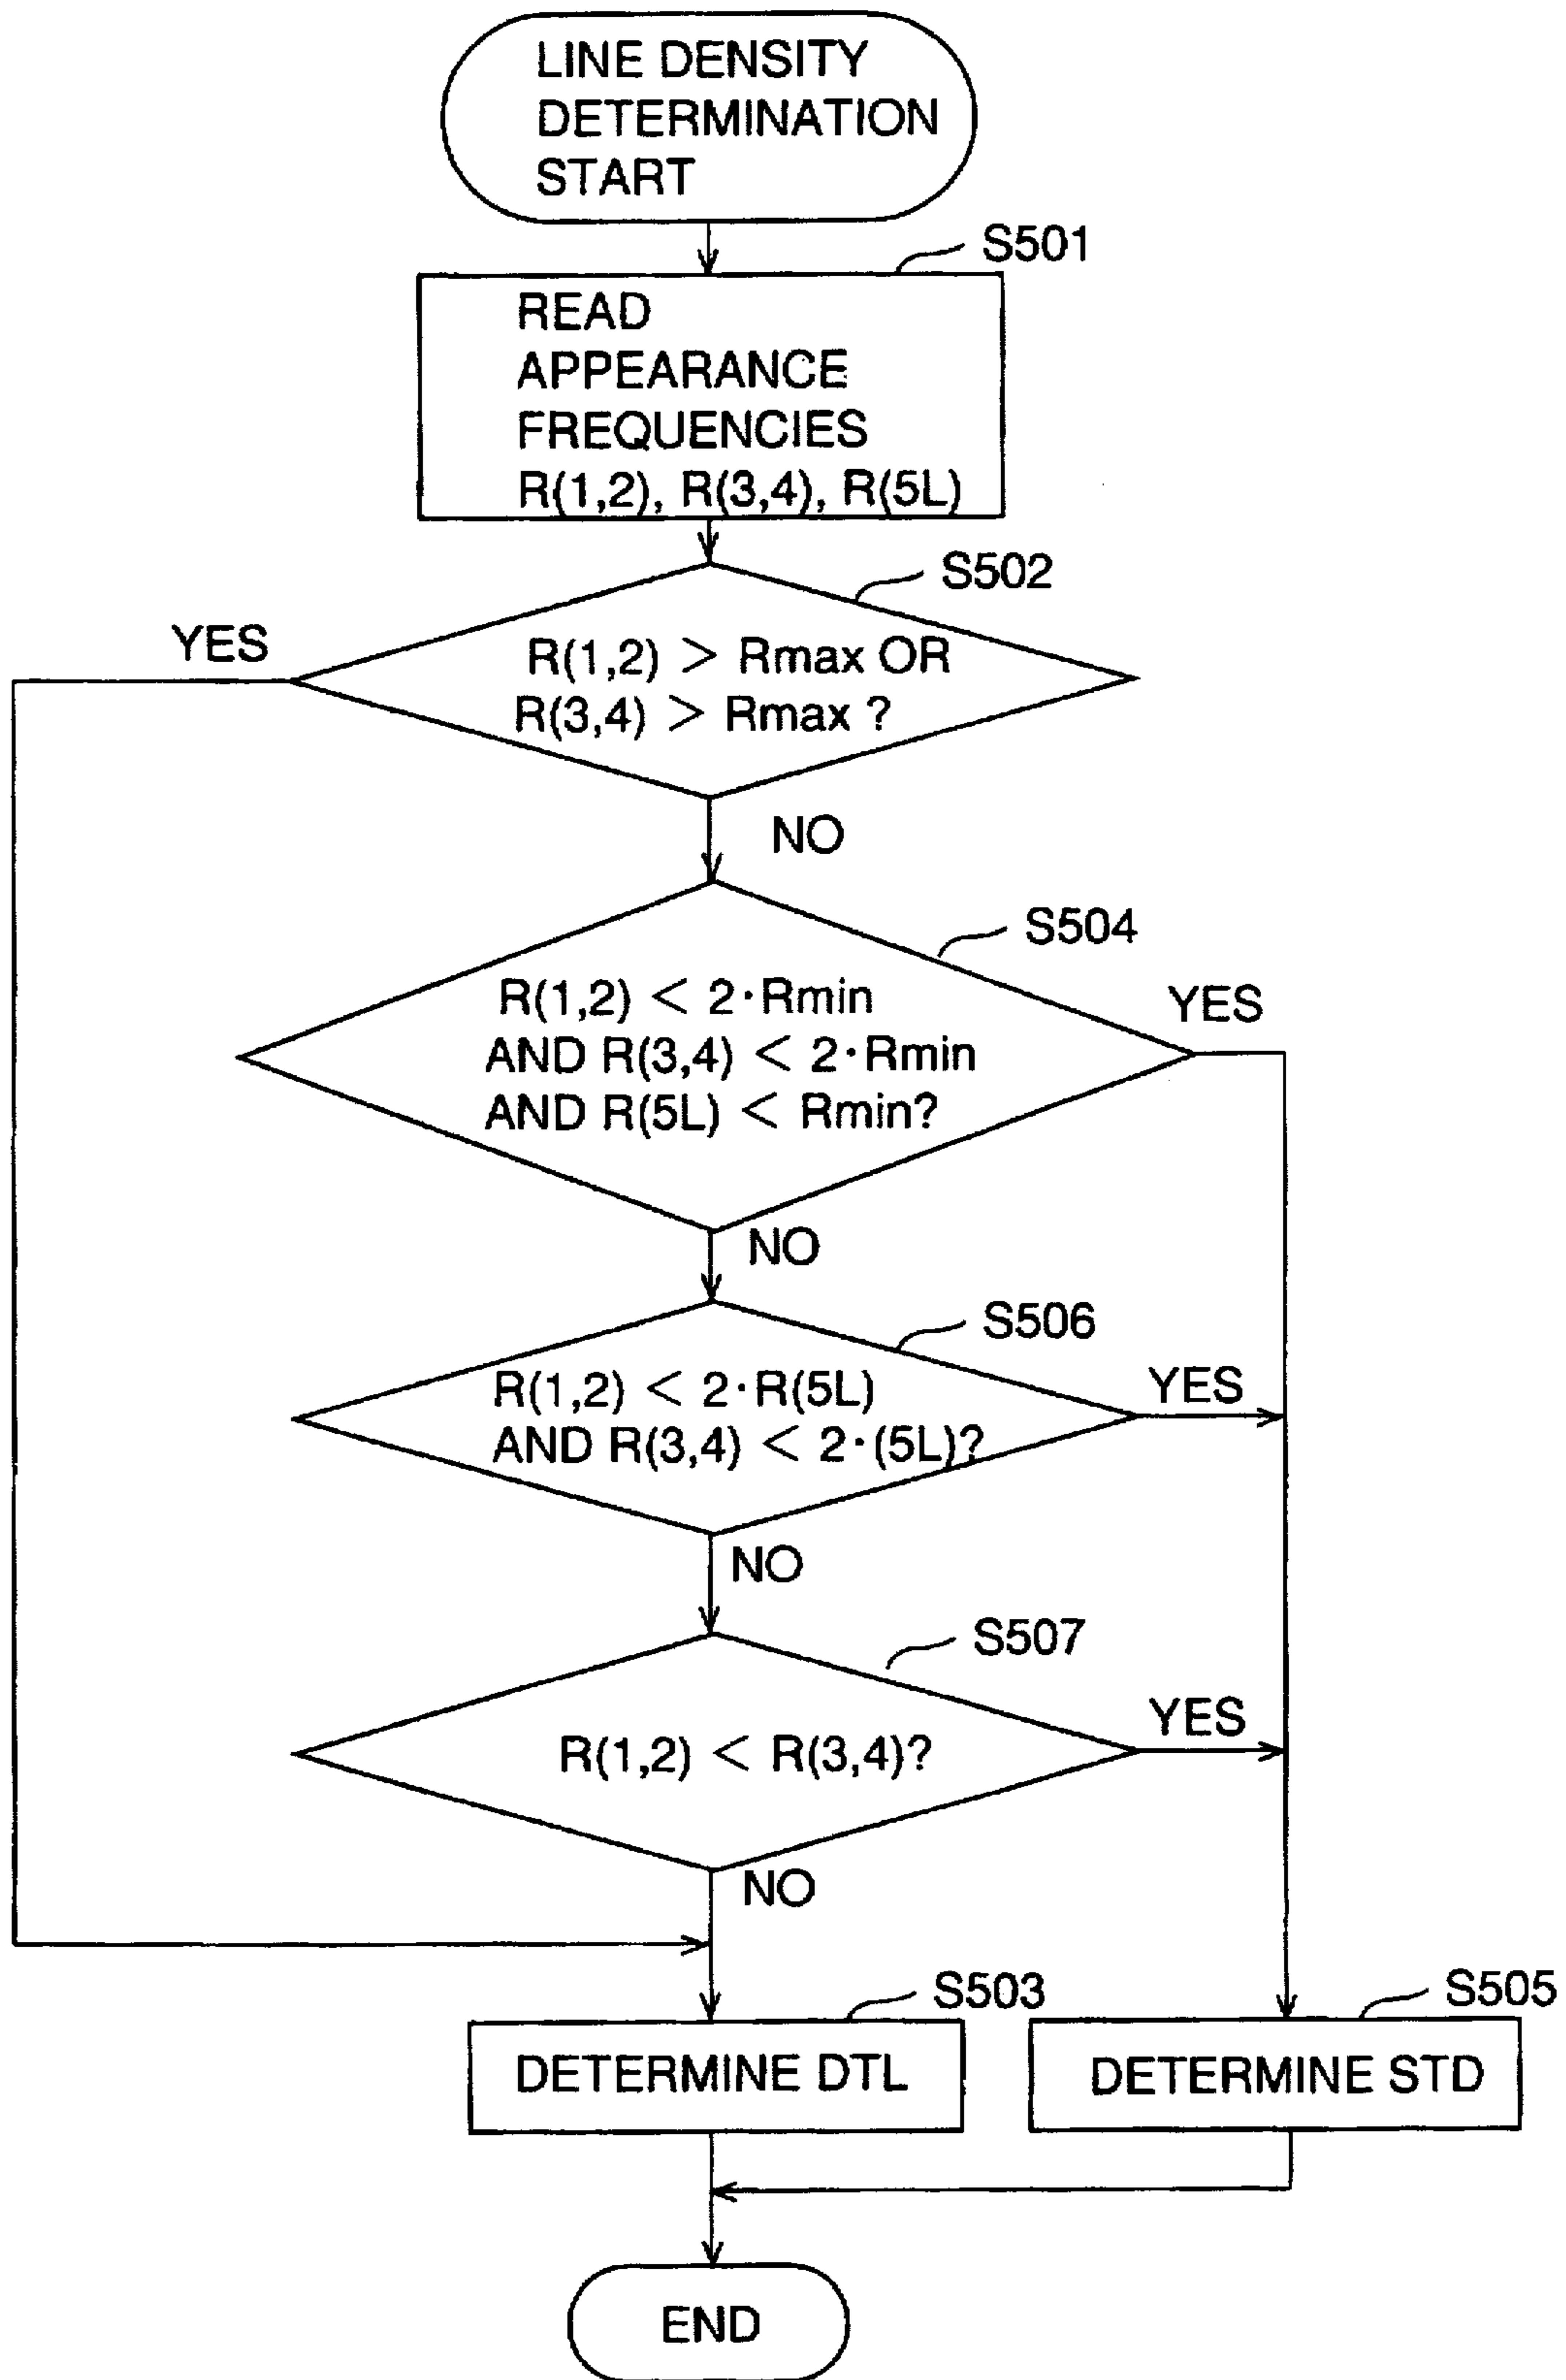 LINE DENSITY
DETERMINATION
START
S501
READ
APPEARANCE
FREQUENCIES
R(1,2), R(3,4), R(5L)
S502
YES
R(1,2) > Rmax OR
R(3,4) > Rmax ?
NO
S504
R(1,2) < 2·Rmin
AND R(3,4) < 2·Rmin
AND R(5L) < Rmin?
YES
NO
S506
R(1,2) < 2·R(5L)
AND R(3,4) < 2·(5L)?
YES
NO
S507
R(1,2) < R(3,4)?
YES
NO
S503
S505
DETERMINE DTL
DETERMINE STD
END